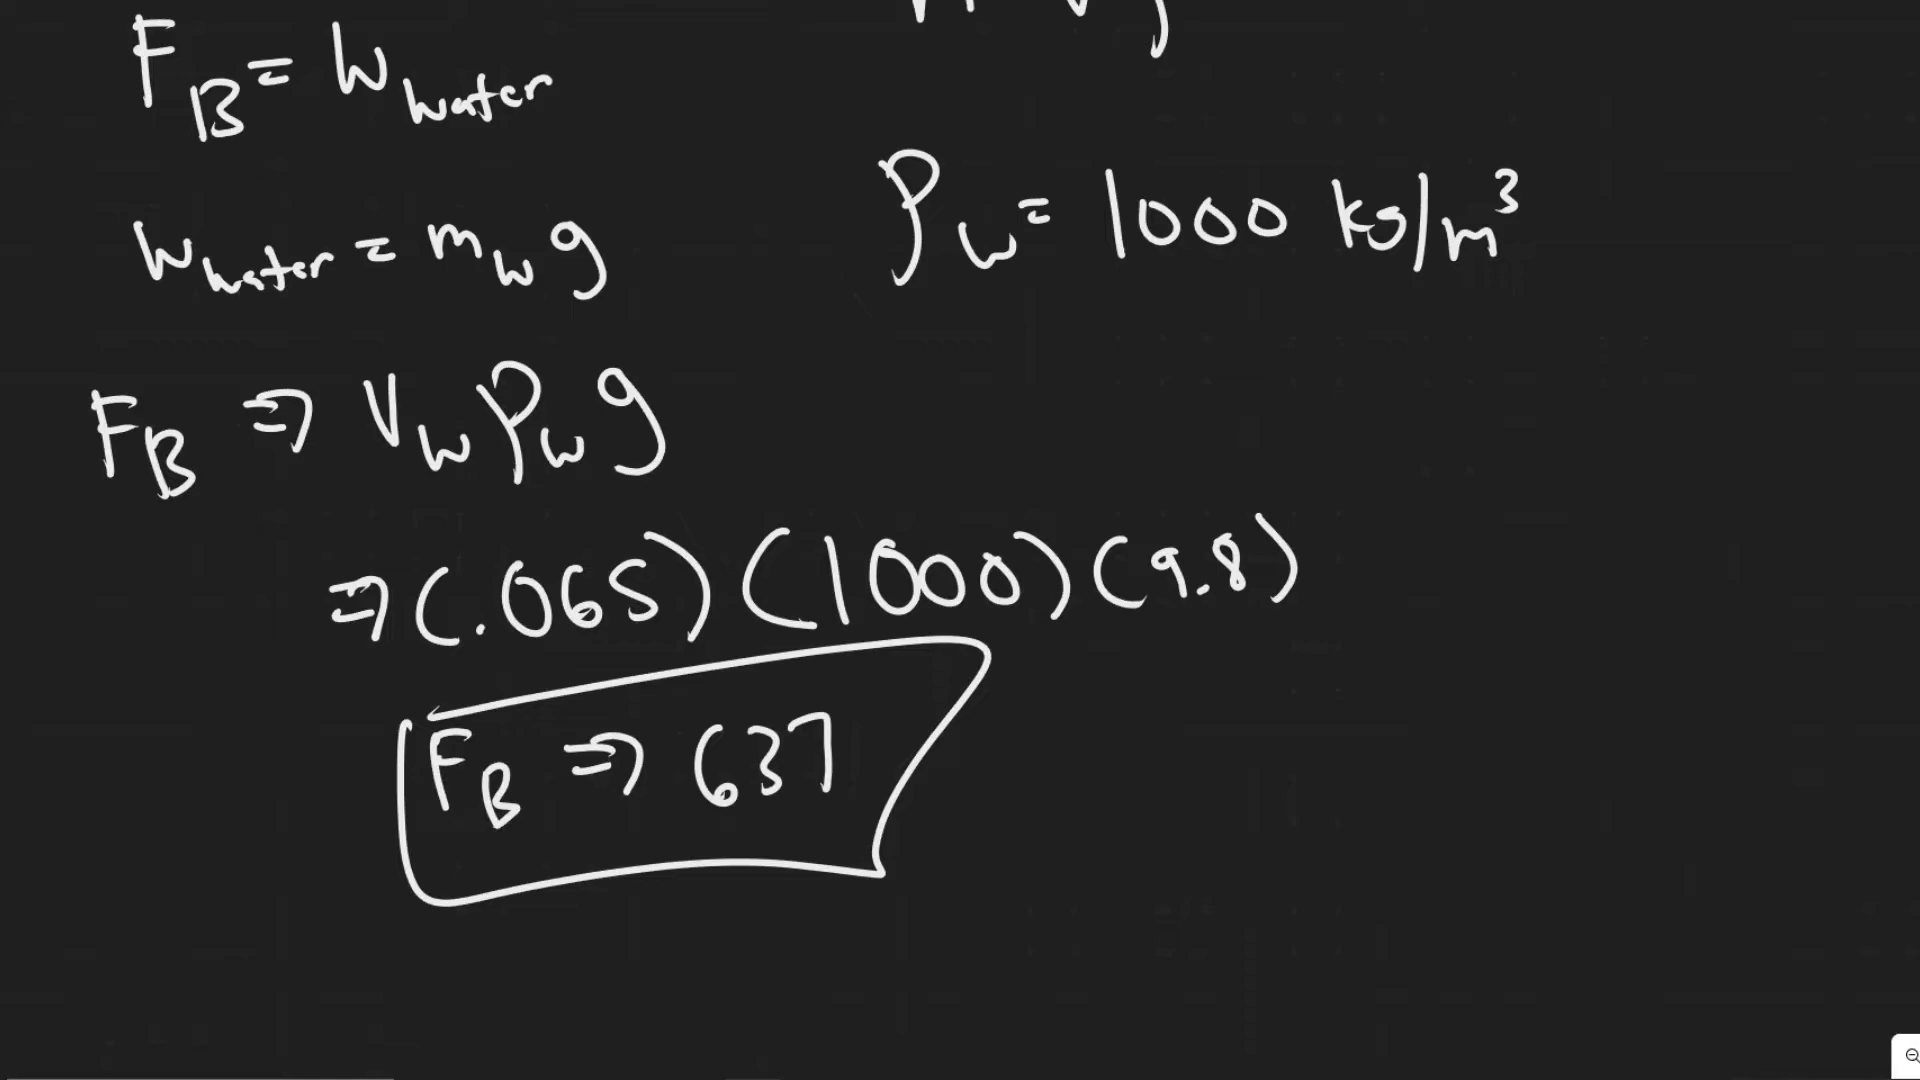 F_B = W_water
W_water = m_w g
ρ_w = 1000 kg/m³
F_B ⇒ V_w ρ_w g
⇒ (.065) (1000) (9.8)
F_B ⇒ 637